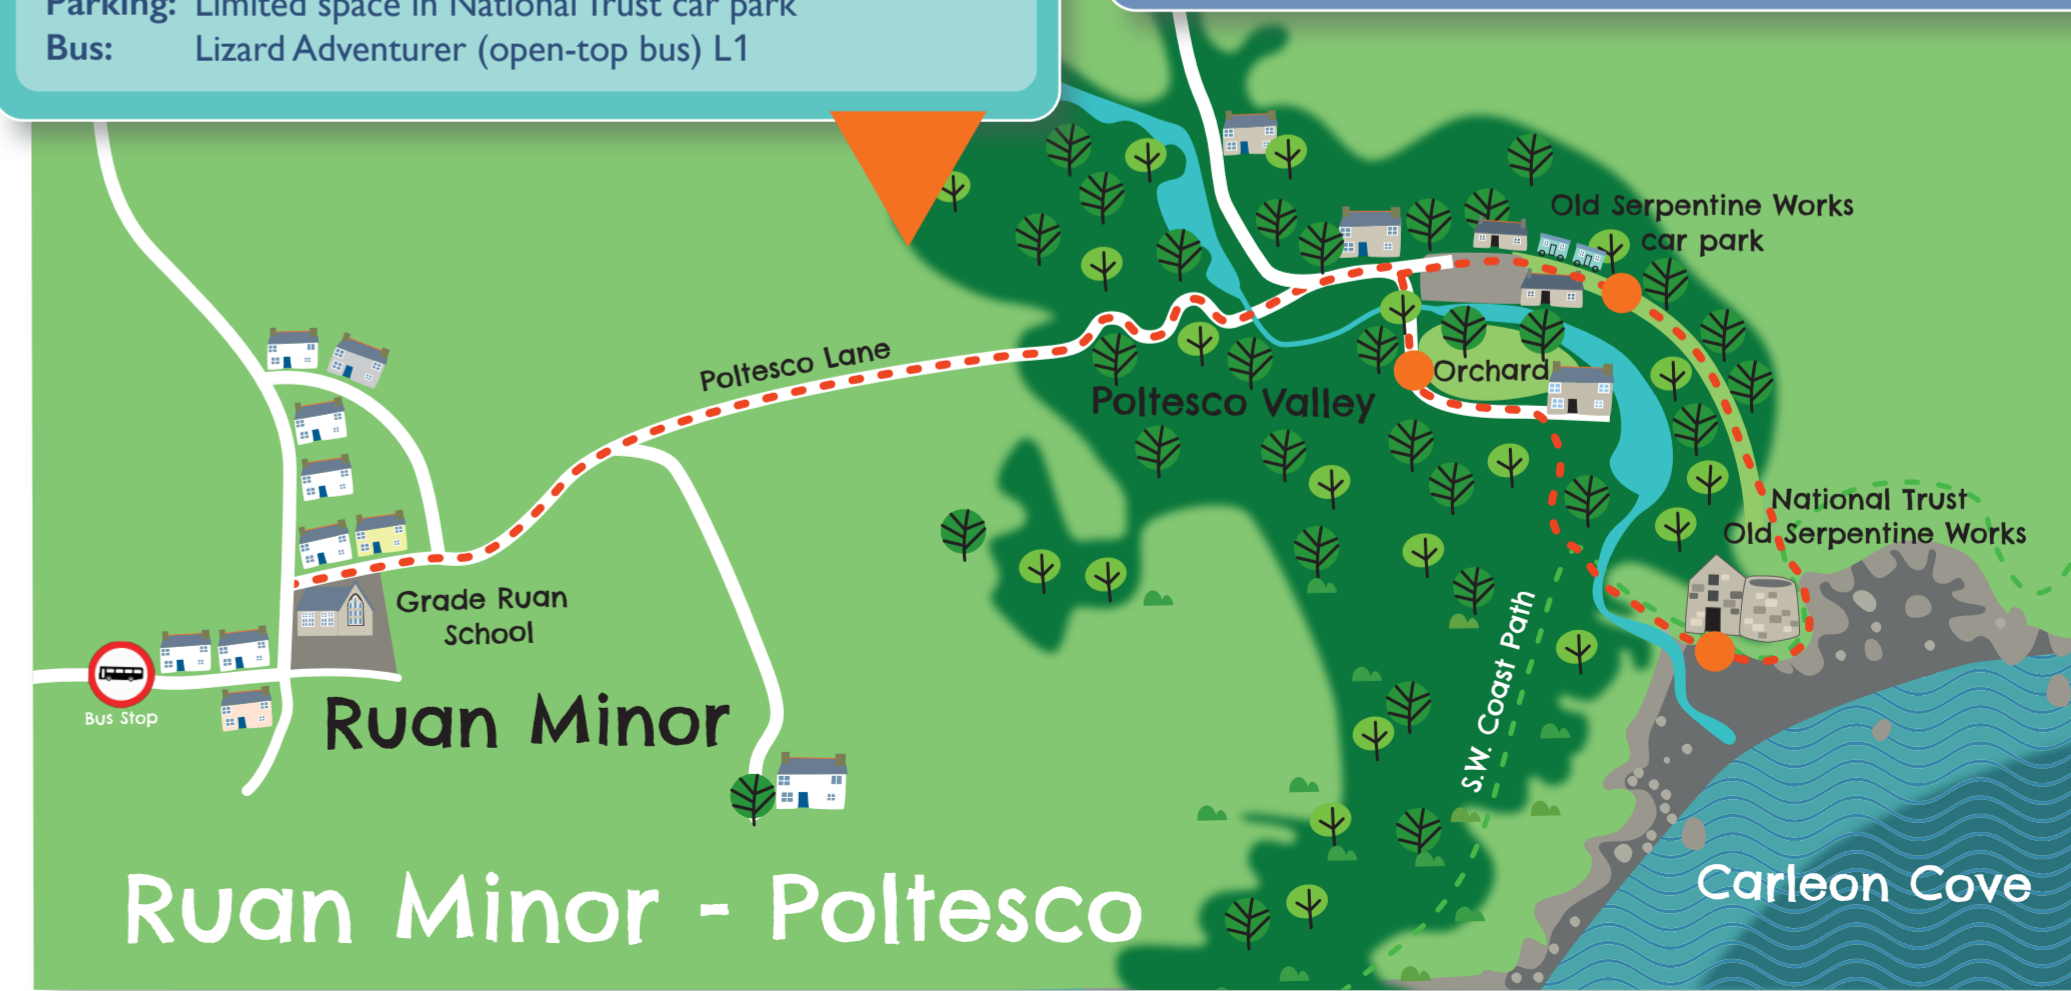 Parking: Limited space in National Trust car park
Bus: Lizard Adventurer (open-top bus) L1
Old Serpentine Works
car park
Poltesco Lane
Orchard
Poltesco Valley
National Trust
Old Serpentine Works
Grade Ruan
School
S.W. Coast Path
Bus Stop
Ruan Minor
Carleon Cove
Ruan Minor - Poltesco